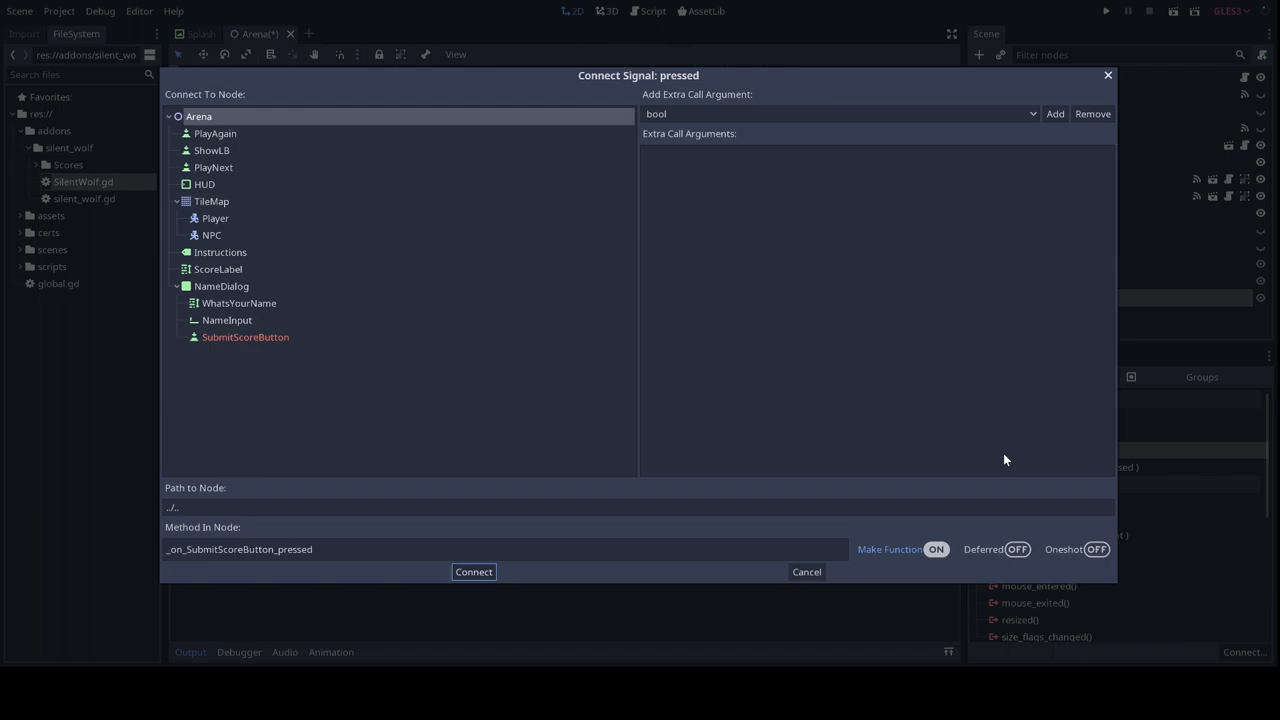 Scene Project Debug Editor Help
2D 3D Script AssetLib
GLES3
Import FileSystem
Splash Arena(*)
Scene
res://addons/silent_wo
View
Filter nodes
Search files
Connect Signal: pressed
Connect To Node:
Add Extra Call Argument:
Favorites:
res://
addons
silent_wolf
Scores
SilentWolf.gd
silent_wolf.gd
assets
certs
scenes
scripts
global.gd
Arena
PlayAgain
ShowLB
PlayNext
HUD
TileMap
Player
NPC
Instructions
ScoreLabel
NameDialog
WhatsYourName
NameInput
SubmitScoreButton
bool
Add Remove
Extra Call Arguments:
Path to Node:
../..
Method In Node:
_on_SubmitScoreButton_pressed
Make Function ON Deferred OFF Oneshot OFF
Connect Cancel
Groups
mouse_entered()
mouse_exited()
resized()
size_flags_changed()
Connect...
Output Debugger Audio Animation